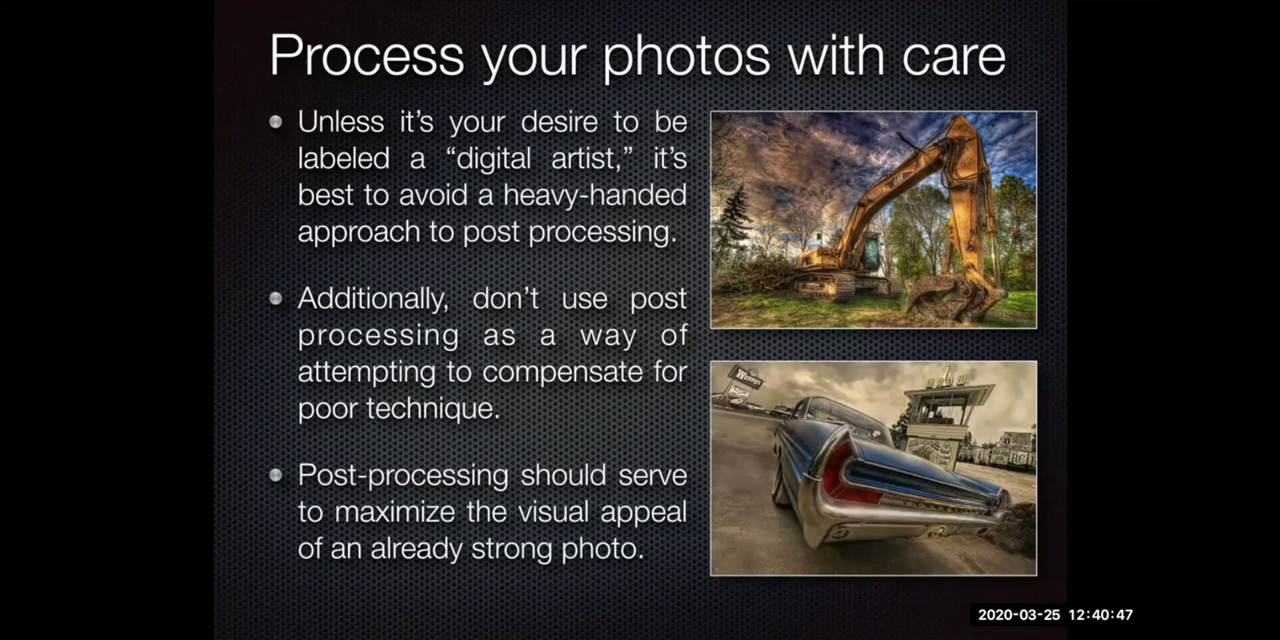 Process your photos with care
Unless it's your desire to be
labeled a “digital artist,” it's
best to avoid a heavy-handed
approach to post processing.
Additionally, don't use post
processing as a way of
attempting to compensate for
poor technique.
Post-processing should serve
to maximize the visual appeal
of an already strong photo.
2020-03-25 12:40:47